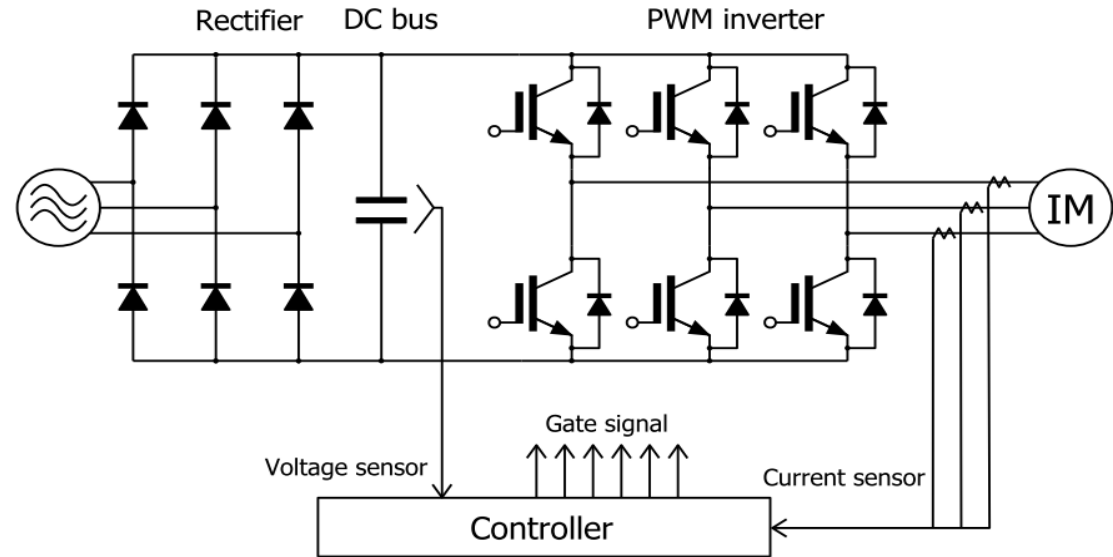 Rectifier
DC bus
PWM inverter
IM
Gate signal
Voltage sensor
Current sensor
Controller